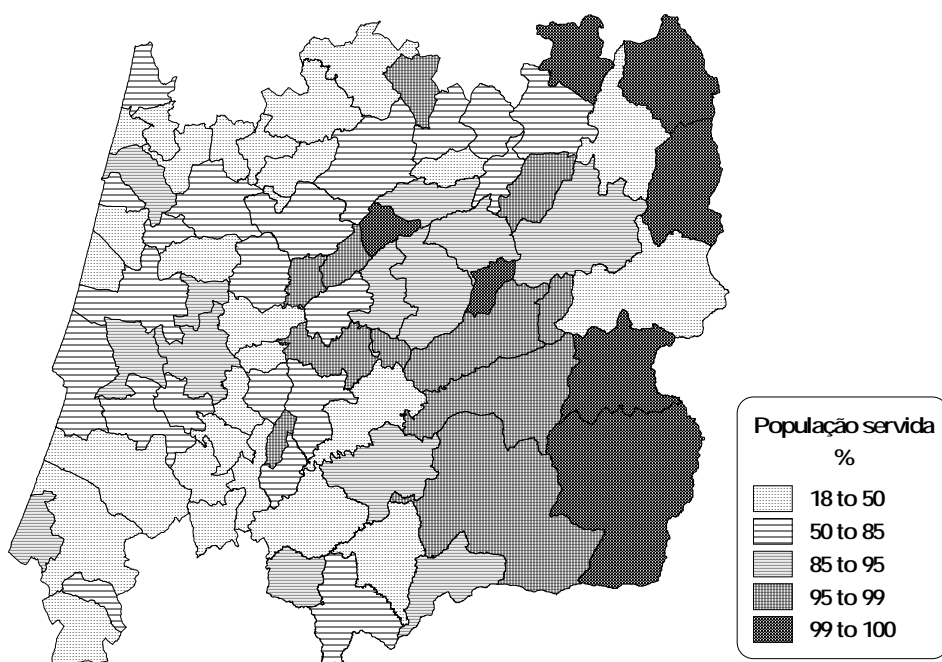 População servida
%
18 to 50
50 to 85
85 to 95
95 to 99
99 to 100